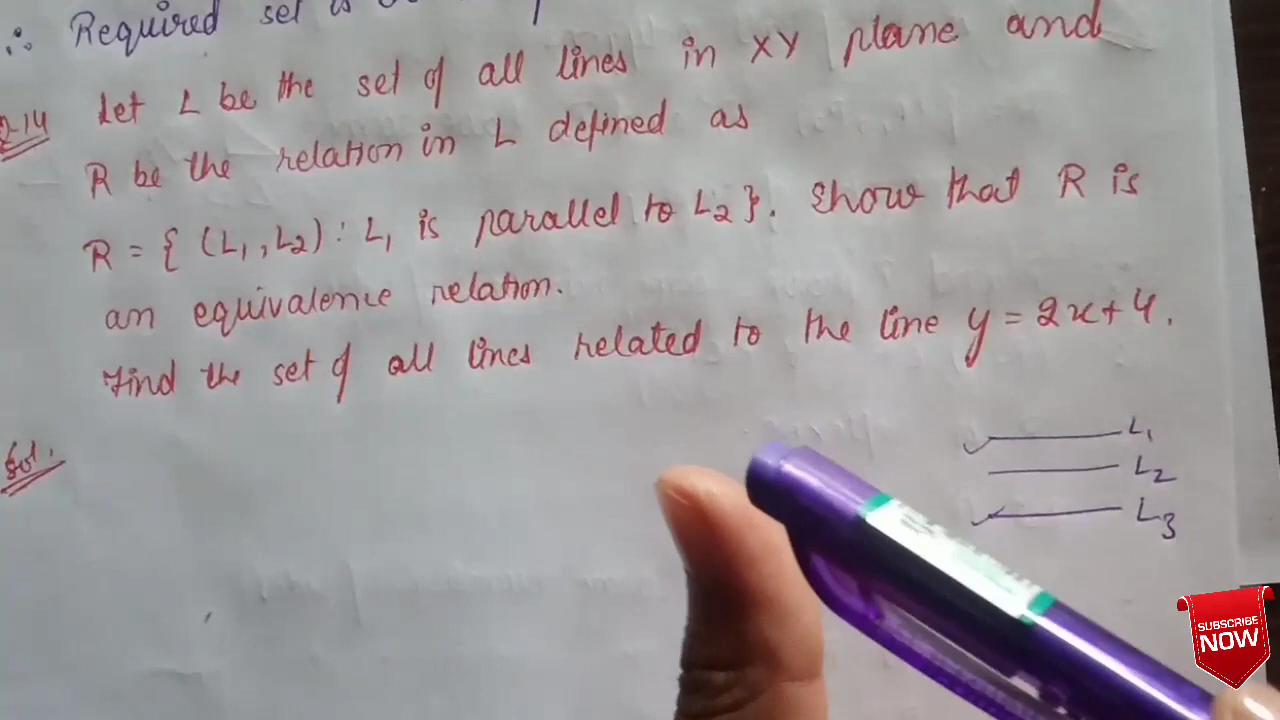 ∴ Required set is
Q-14 Let L be the set of all lines in XY plane and
R be the relation in L defined as
R = { (L₁, L₂) : L₁ is parallel to L₂ }. Show that R is
an equivalence relation.
Find the set of all lines related to the line y = 2x + 4.
Sol.
L₁
L₂
L₃
SUBSCRIBE
NOW